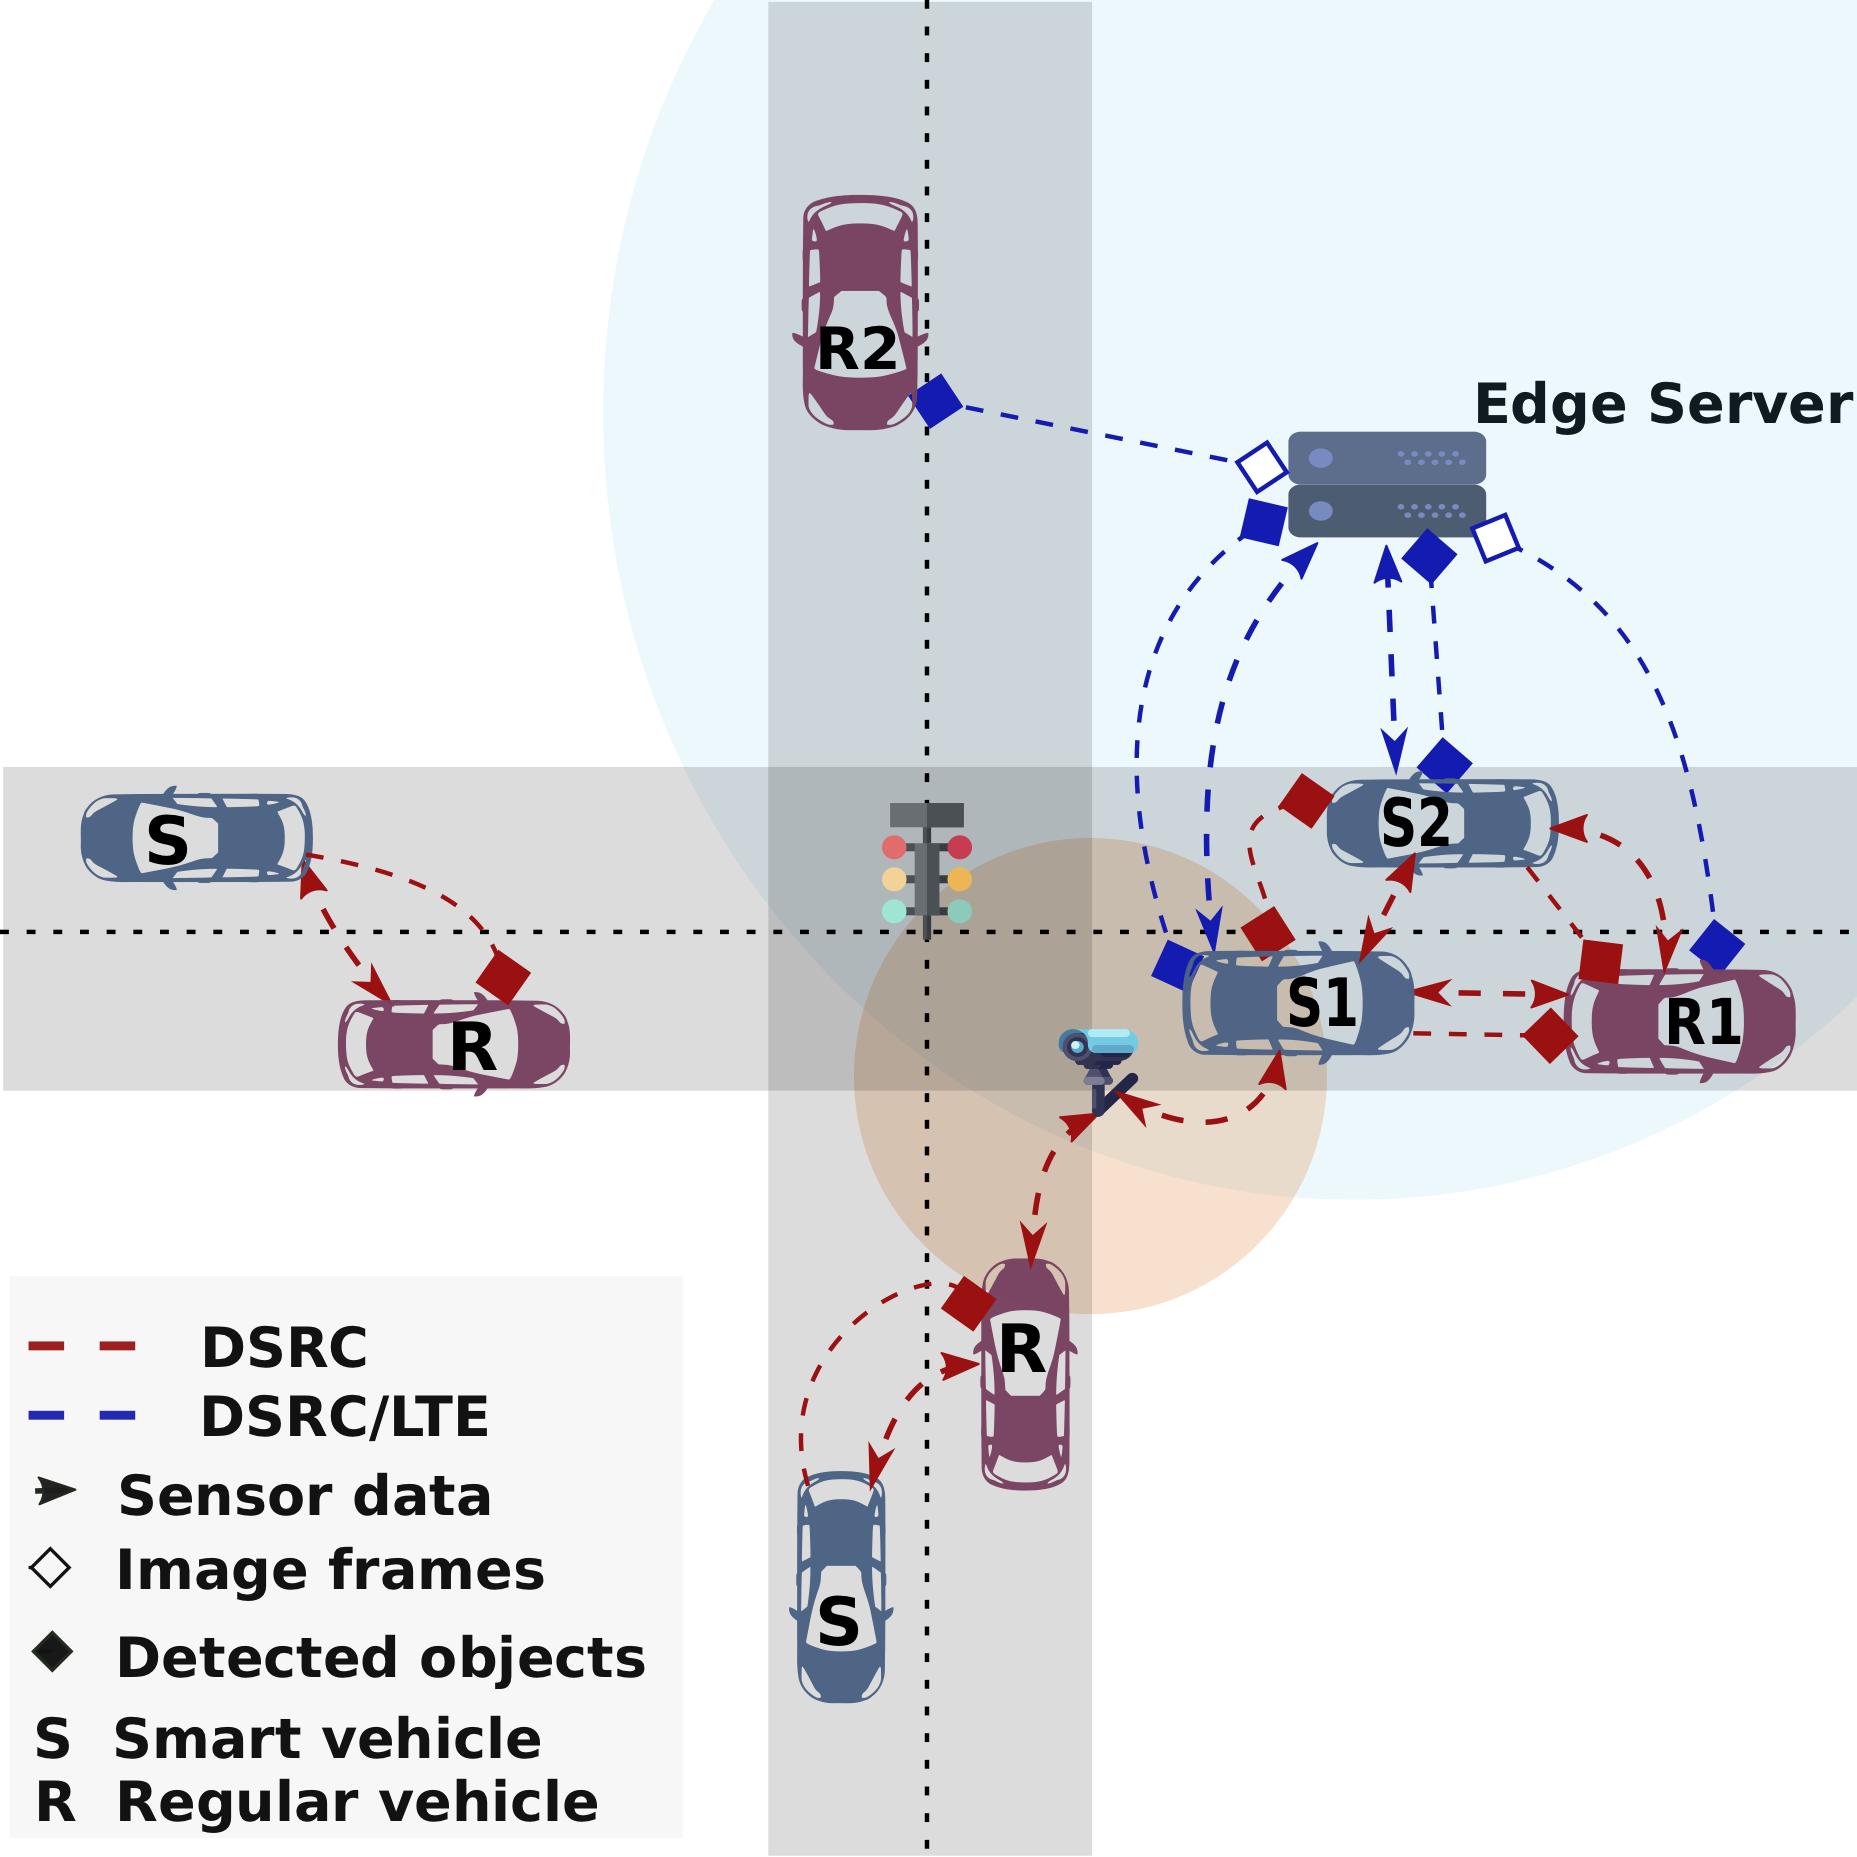 R2
Edge Server
S
S2
S1
R1
R
R
S
DSRC
DSRC/LTE
Sensor data
Image frames
Detected objects
S Smart vehicle
R Regular vehicle